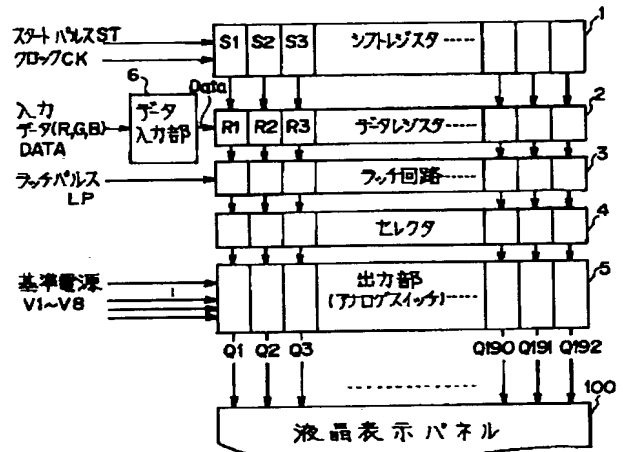 1
スタートパルスST
クロックCK
S1 S2 S3 シフトレジスタ
6
Data
2
入力
データ(R,G,B)
DATA
データ
入力部
R1 R2 R3 データレジスタ
3
ラッチパルス
LP
ラッチ回路
4
セレクタ
5
基準電源
V1~V8
出力部
(アナログスイッチ)
Q1 Q2 Q3 Q190 Q191 Q192
100
液晶表示パネル